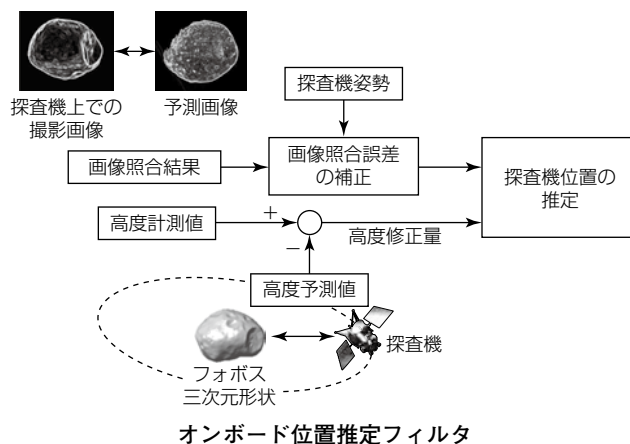 探査機上での
撮影画像
予測画像
探査機姿勢
画像照合結果
画像照合誤差
の補正
探査機位置の
推定
高度計測値
+
−
高度修正量
高度予測値
探査機
フォボス
三次元形状
オンボード位置推定フィルタ